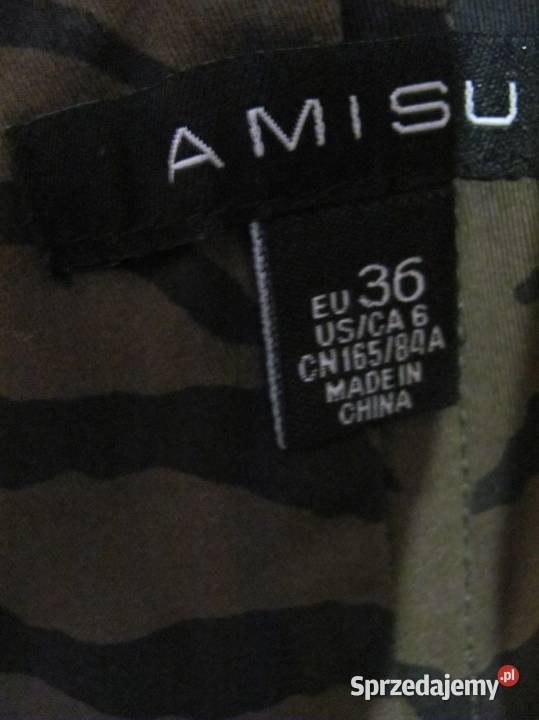 AMISU
EU 36
US/CA 6
CN165/84A
MADE IN
CHINA
Sprzedajemy.pl